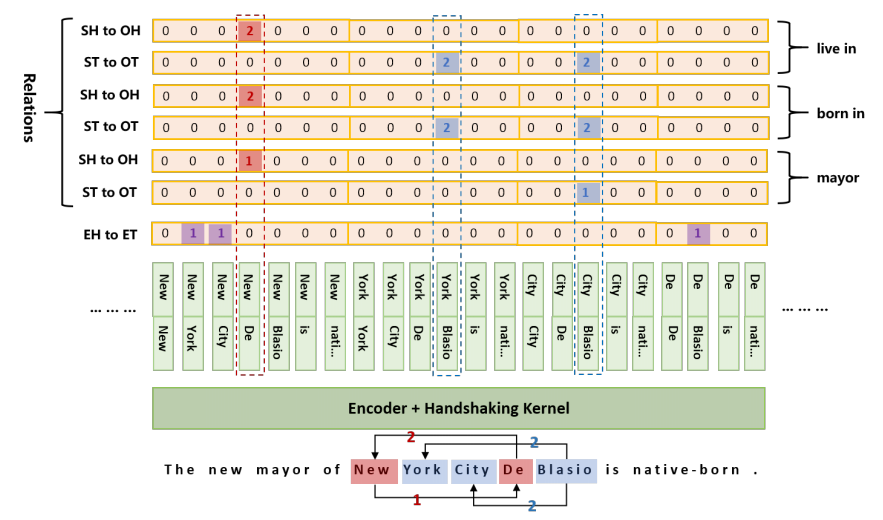 SH to OH 0 0 0 2 0 0 0 0 0 0 0 0 0 0 0 0 0 0 0 0 0 0
ST to OT 0 0 0 0 0 0 0 0 0 0 2 0 0 0 0 2 0 0 0 0 0 0
live in
SH to OH 0 0 0 2 0 0 0 0 0 0 0 0 0 0 0 0 0 0 0 0 0 0
ST to OT 0 0 0 0 0 0 0 0 0 0 2 0 0 0 0 2 0 0 0 0 0 0
born in
SH to OH 0 0 0 1 0 0 0 0 0 0 0 0 0 0 0 0 0 0 0 0 0 0
ST to OT 0 0 0 0 0 0 0 0 0 0 0 0 0 0 0 1 0 0 0 0 0 0
mayor
Relations
EH to ET 0 1 1 0 0 0 0 0 0 0 0 0 0 0 0 0 0 0 0 1 0 0
... ... ... New New New New New New New York York York York York York City City City City City De De De De ... ... ...
New York City De Blasio is nati... York City De Blasio is nati... City De Blasio is nati... De Blasio is nati...
Encoder + Handshaking Kernel
2 2
The new mayor of New York City De Blasio is native-born .
1 2